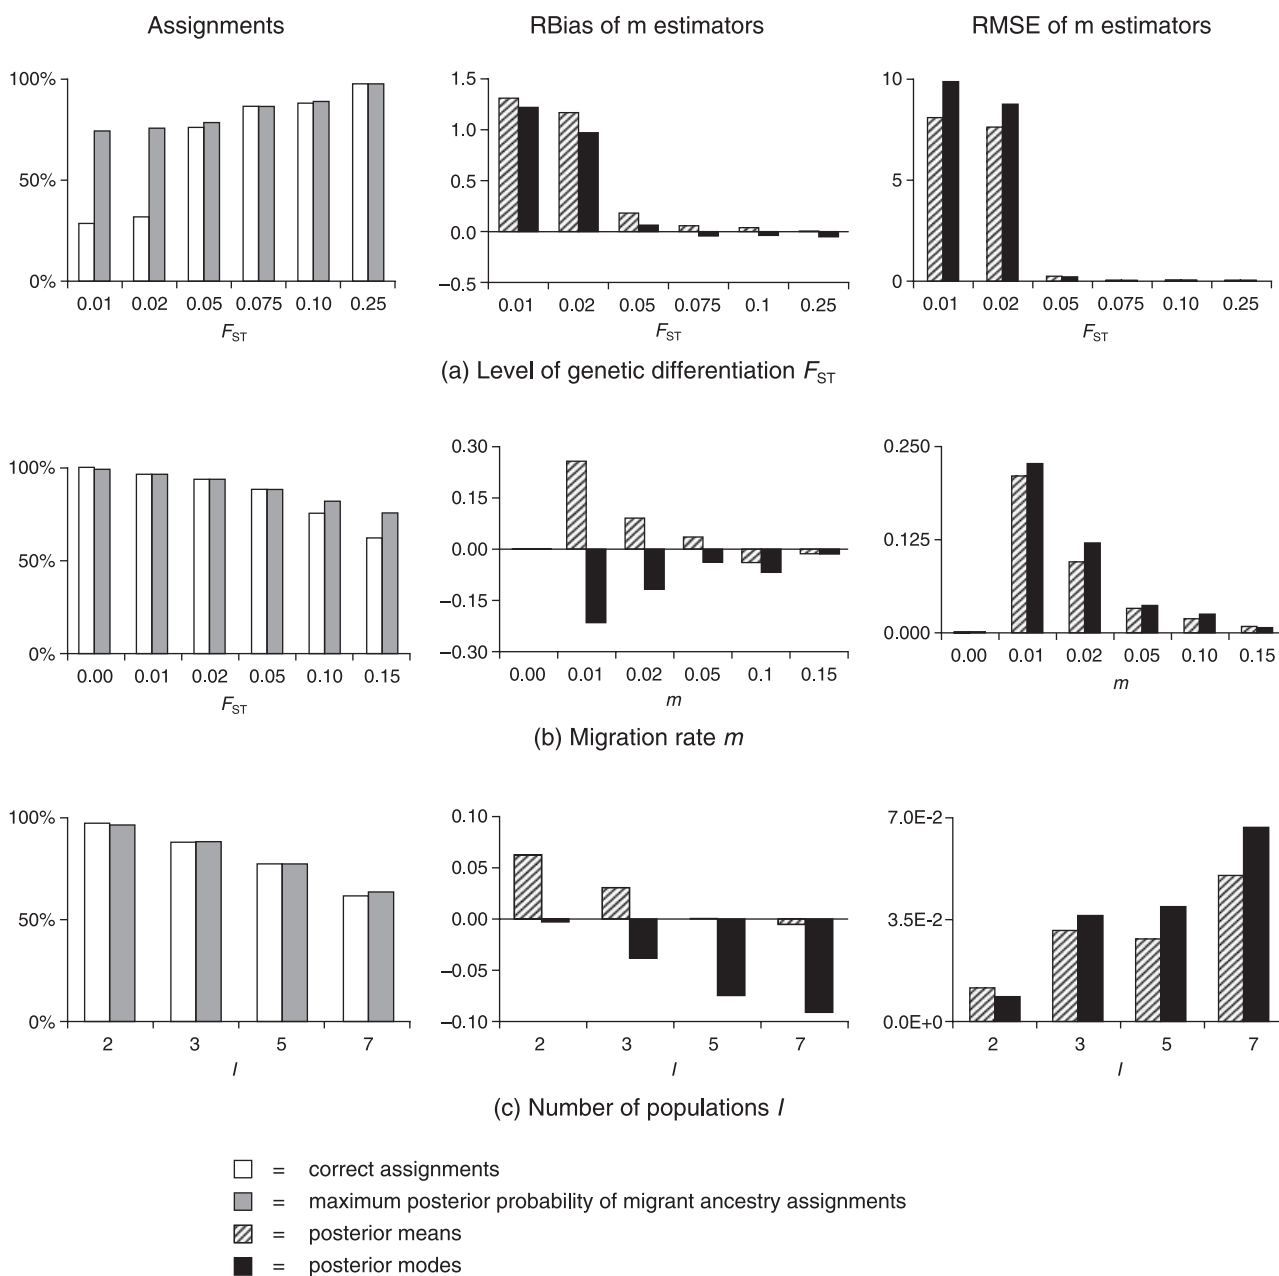 Assignments
RBias of m estimators
RMSE of m estimators
100%
50%
0%
0.01 0.02 0.05 0.075 0.10 0.25
FST
1.5
1.0
0.5
0.0
–0.5
0.01 0.02 0.05 0.075 0.1 0.25
FST
10
5
0
0.01 0.02 0.05 0.075 0.10 0.25
FST
(a) Level of genetic differentiation FST
100%
50%
0%
0.00 0.01 0.02 0.05 0.10 0.15
FST
0.30
0.15
0.00
–0.15
–0.30
0.00 0.01 0.02 0.05 0.1 0.15
m
0.250
0.125
0.000
0.00 0.01 0.02 0.05 0.10 0.15
m
(b) Migration rate m
100%
50%
0%
2 3 5 7
I
0.10
0.05
0.00
–0.05
–0.10
2 3 5 7
I
7.0E-2
3.5E-2
0.0E+0
2 3 5 7
I
(c) Number of populations I
= correct assignments
= maximum posterior probability of migrant ancestry assignments
= posterior means
= posterior modes